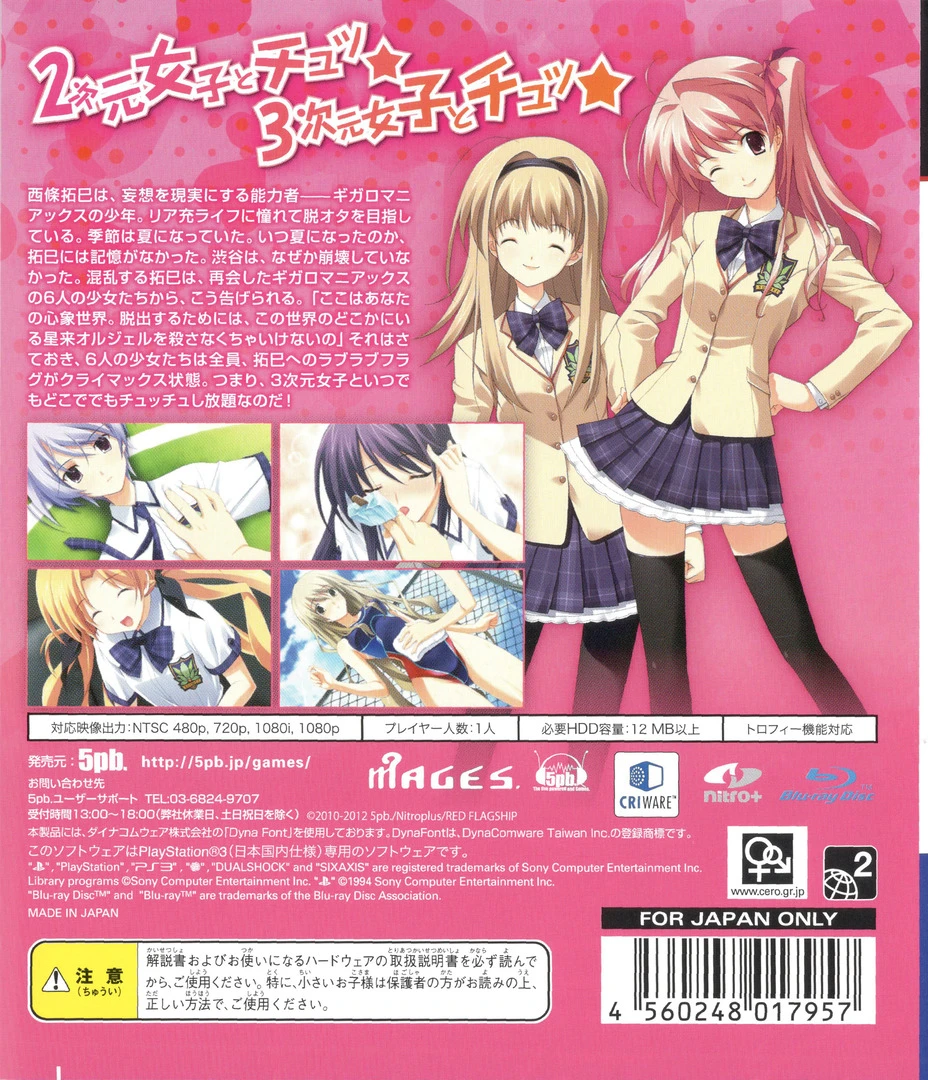 2次元女子とチュッ★
3次元女子とチュッ★
西條拓巳は、妄想を現実にする能力者――ギガロマニ
アックスの少年。リア充ライフに憧れて脱オタを目指し
ている。季節は夏になっていた。いつ夏になったのか、
拓巳には記憶がなかった。渋谷は、なぜか崩壊していな
かった。混乱する拓巳は、再会したギガロマニアックス
の6人の少女たちから、こう告げられる。「ここはあなた
の心象世界。脱出するためには、この世界のどこかにい
る星来オルジェルを殺さなくちゃいけないの」それはさ
ておき、6人の少女たちは全員、拓巳へのラブラブフラ
グがクライマックス状態。つまり、3次元女子といつで
もどこででもチュッチュし放題なのだ!
対応映像出力:NTSC 480p, 720p, 1080i, 1080p
プレイヤー人数:1人
必要HDD容量:12 MB以上
トロフィー機能対応
発売元:5pb. http://5pb.jp/games/
MAGES.
5pb.
CRIWARE™
nitro+
Blu-ray Disc™
お問い合わせ先
5pb.ユーザーサポート TEL:03-6824-9707
受付時間13:00〜18:00(弊社休業日、土日祝日を除く) ©2010-2012 5pb./Nitroplus/RED FLAGSHIP
本製品には、ダイナコムウェア株式会社の「Dyna Font」を使用しております。DynaFontは、DynaComware Taiwan Inc.の登録商標です。
このソフトウェアはPlayStation®3(日本国内仕様)専用のソフトウェアです。
" ", "PlayStation", "PS3", " ", "DUALSHOCK" and "SIXAXIS" are registered trademarks of Sony Computer Entertainment Inc.
Library programs ©Sony Computer Entertainment Inc. " " ©1994 Sony Computer Entertainment Inc.
"Blu-ray Disc™" and "Blu-ray™" are trademarks of the Blu-ray Disc Association.
MADE IN JAPAN
www.cero.gr.jp
2
FOR JAPAN ONLY
注意
(ちゅうい)
解説書およびお使いになるハードウェアの取扱説明書を必ず読んで
から、ご使用ください。特に、小さいお子様は保護者の方がお読みの上、
正しい方法で、ご使用ください。
4 560248 017957